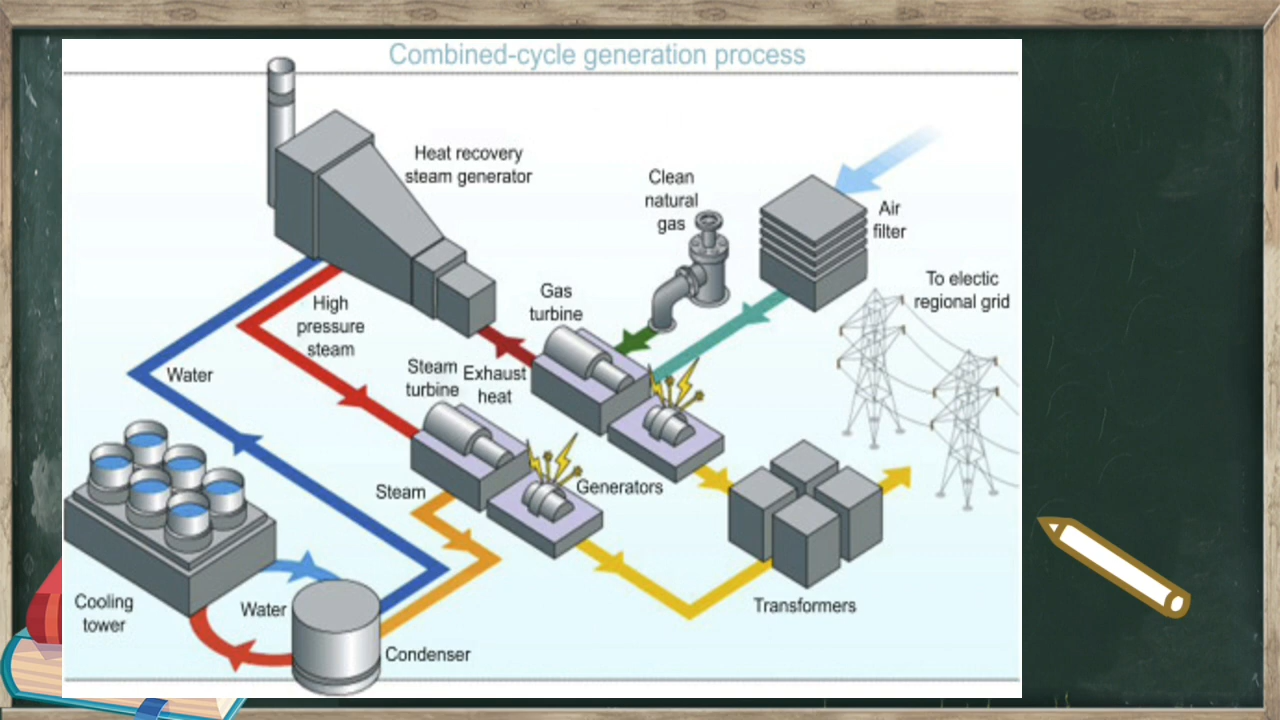 Combined-cycle generation process
Heat recovery
steam generator
Clean
natural
gas
Air
filter
To electic
regional grid
Gas
turbine
High
pressure
steam
Steam
turbine
Exhaust
heat
Water
Steam
Generators
Cooling
tower
Water
Condenser
Transformers